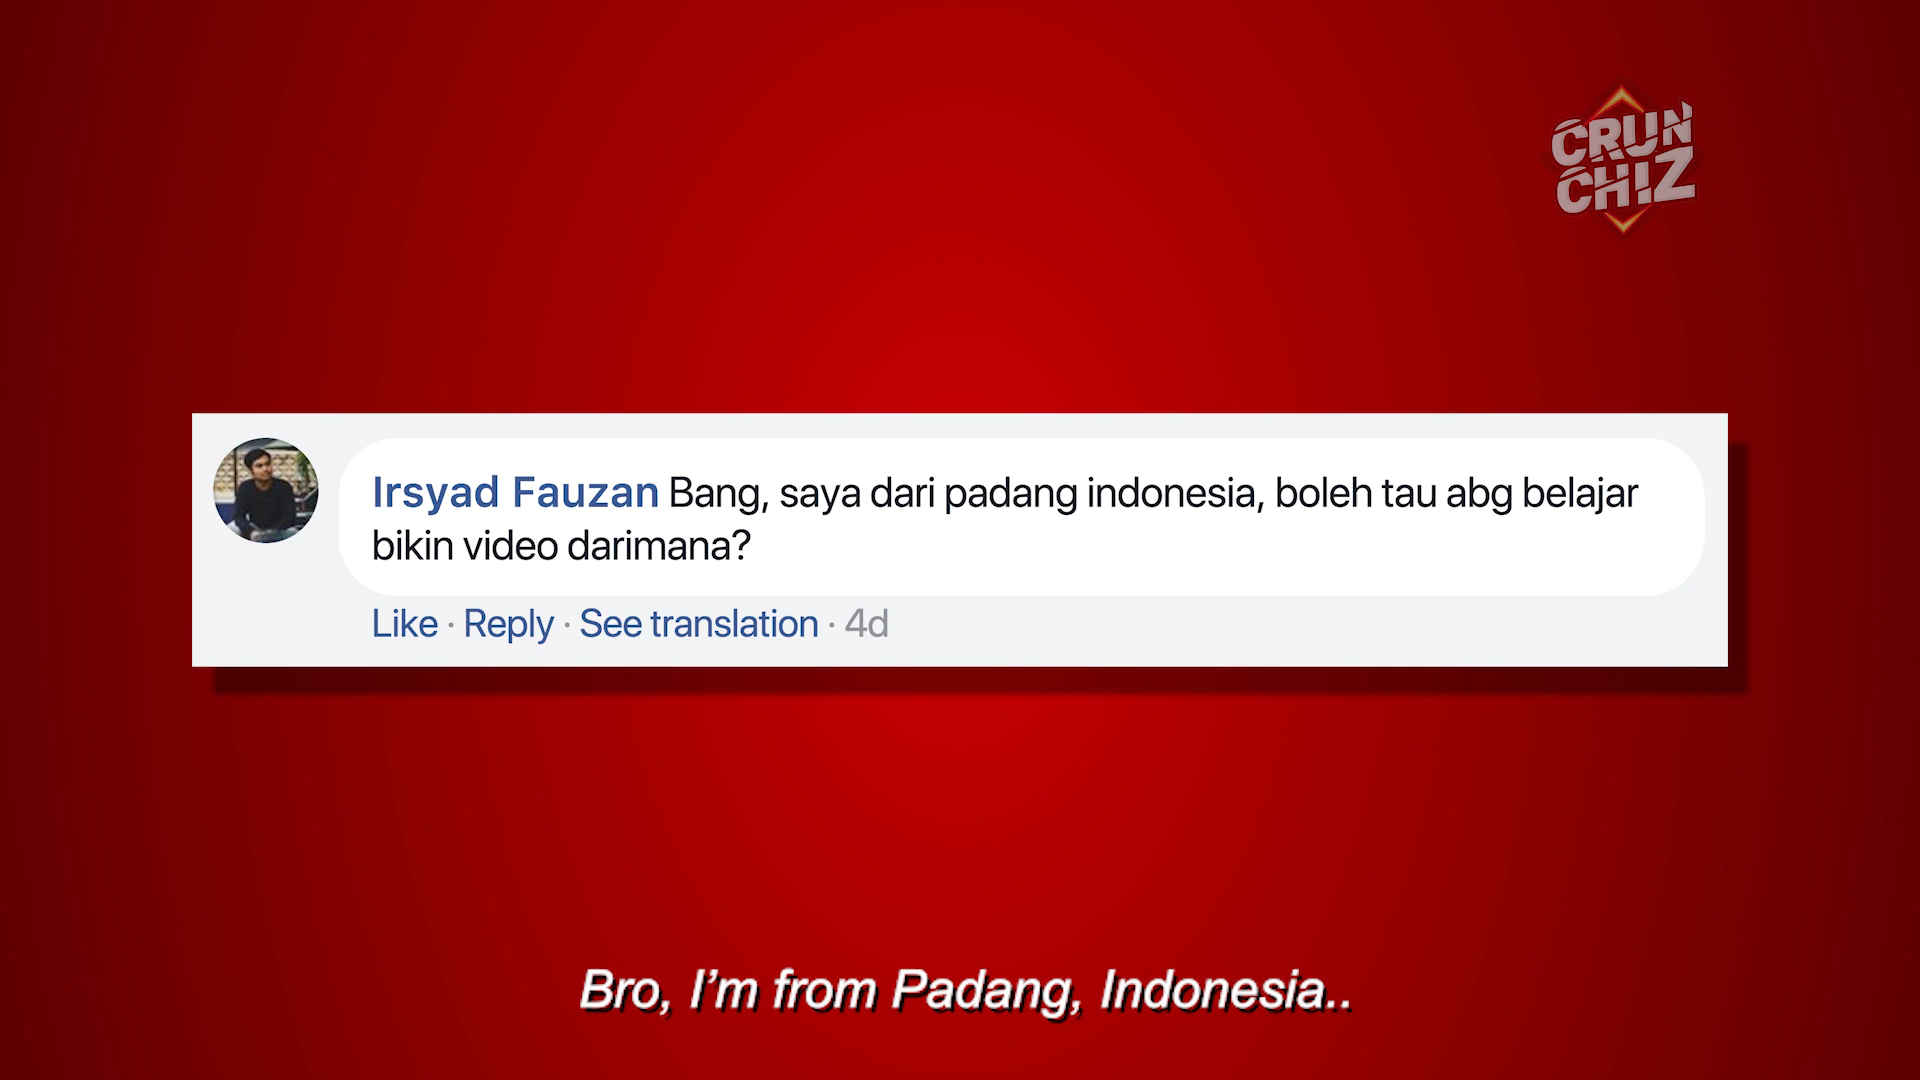 CRUN
CHIZ
Irsyad Fauzan Bang, saya dari padang indonesia, boleh tau abg belajar
bikin video darimana?
Like · Reply · See translation · 4d
Bro, I’m from Padang, Indonesia..